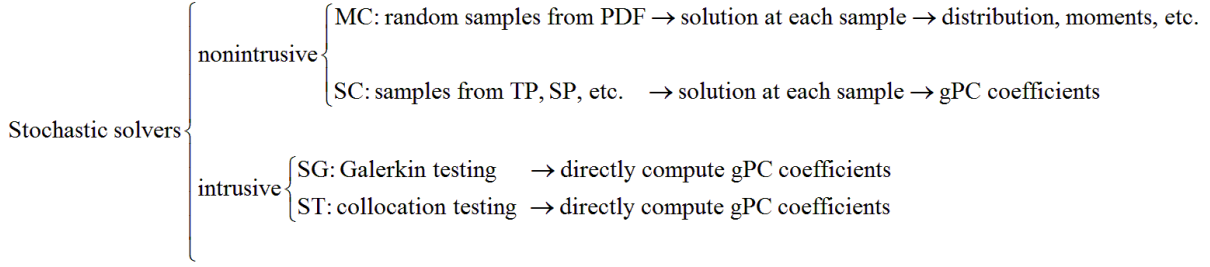 MC: random samples from PDF → solution at each sample → distribution, moments, etc.
nonintrusive
SC: samples from TP, SP, etc. → solution at each sample → gPC coefficients
Stochastic solvers
SG: Galerkin testing → directly compute gPC coefficients
intrusive
ST: collocation testing → directly compute gPC coefficients